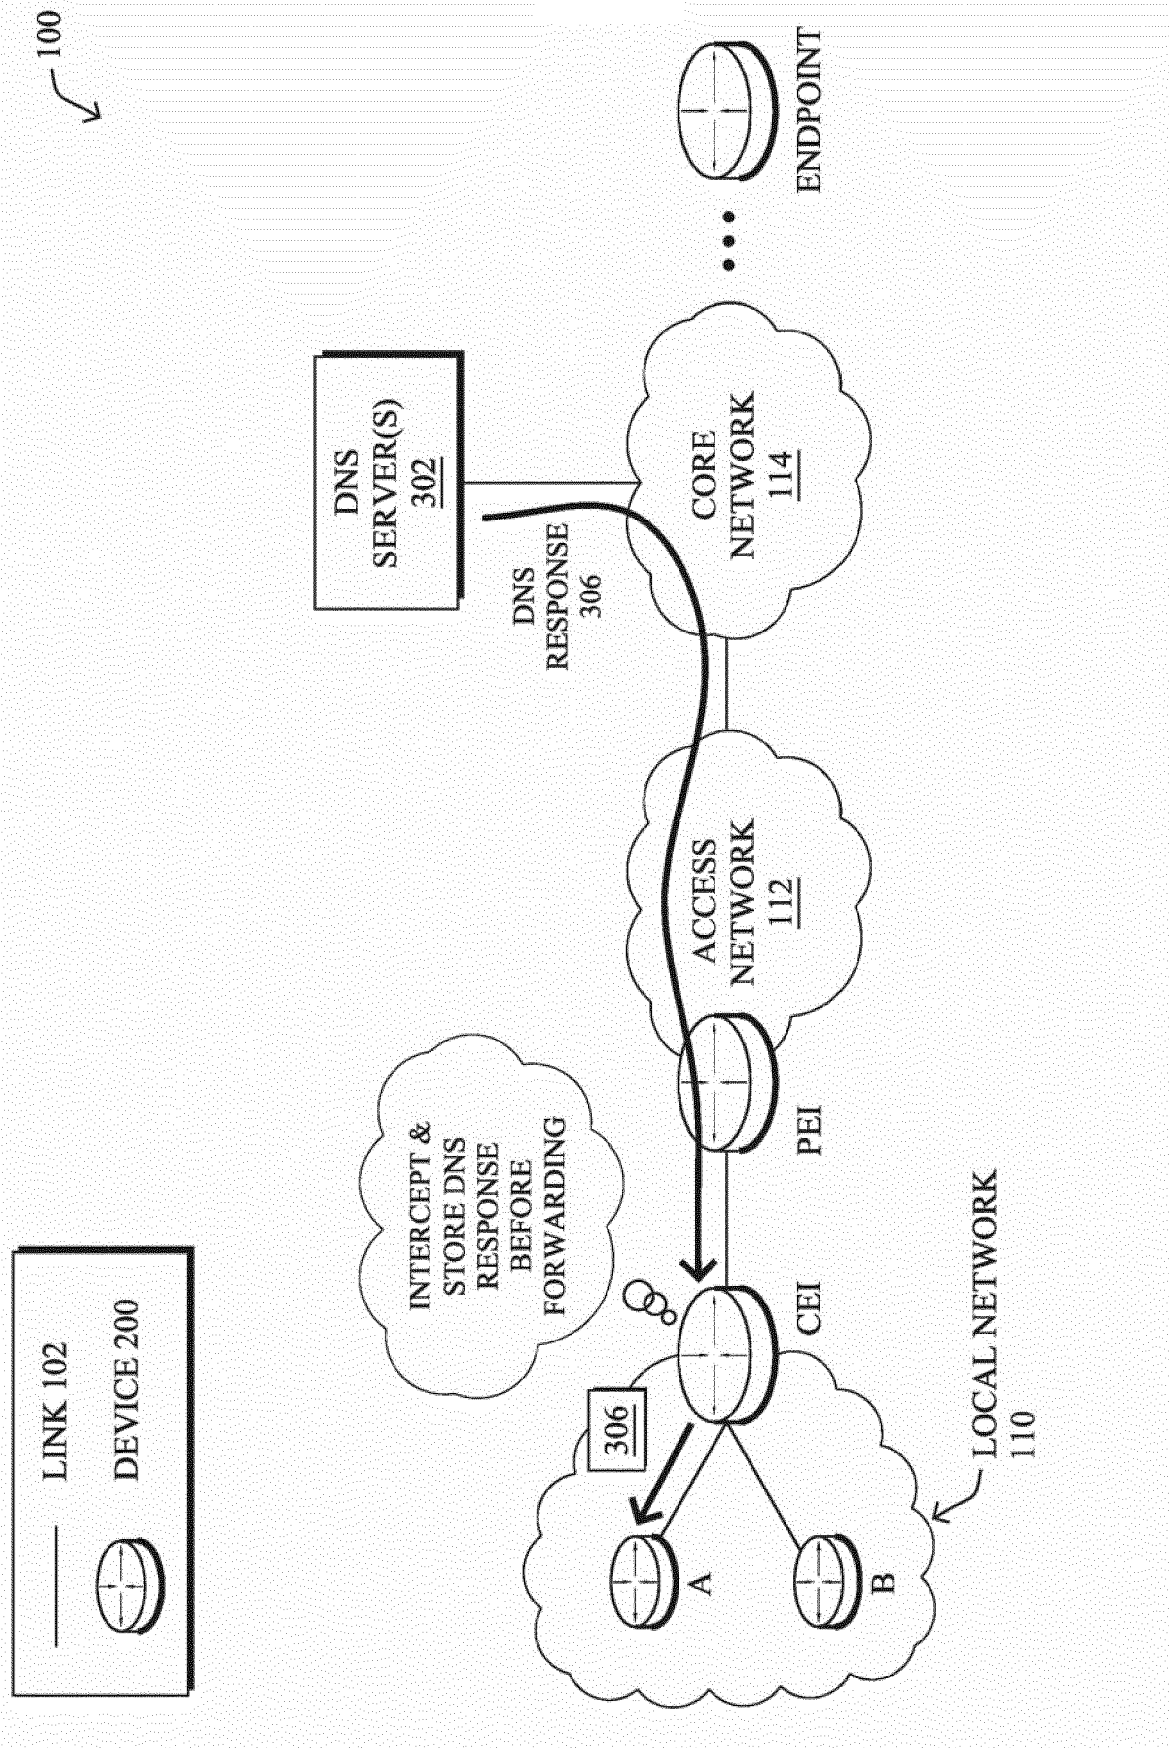 100
LINK 102
DEVICE 200
DNS
SERVER(S)
302
INTERCEPT &
STORE DNS
RESPONSE
BEFORE
FORWARDING
DNS
RESPONSE
306
306
A
B
CEI
PEI
ACCESS
NETWORK
112
CORE
NETWORK
114
ENDPOINT
LOCAL NETWORK
110